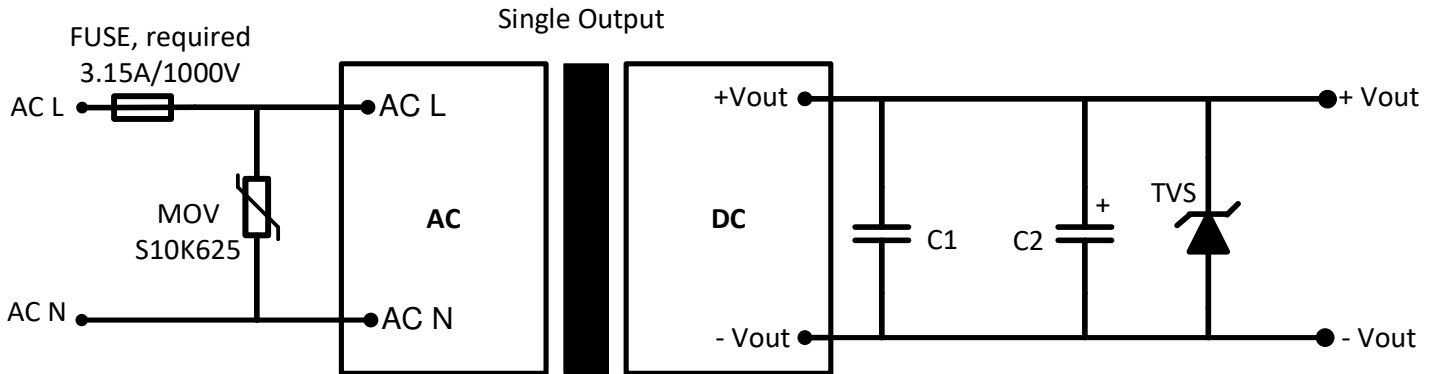 Single Output
FUSE, required
3.15A/1000V
AC L
AC L
+Vout
+ Vout
MOV
S10K625
AC
DC
C1
C2
+
TVS
AC N
AC N
- Vout
- Vout